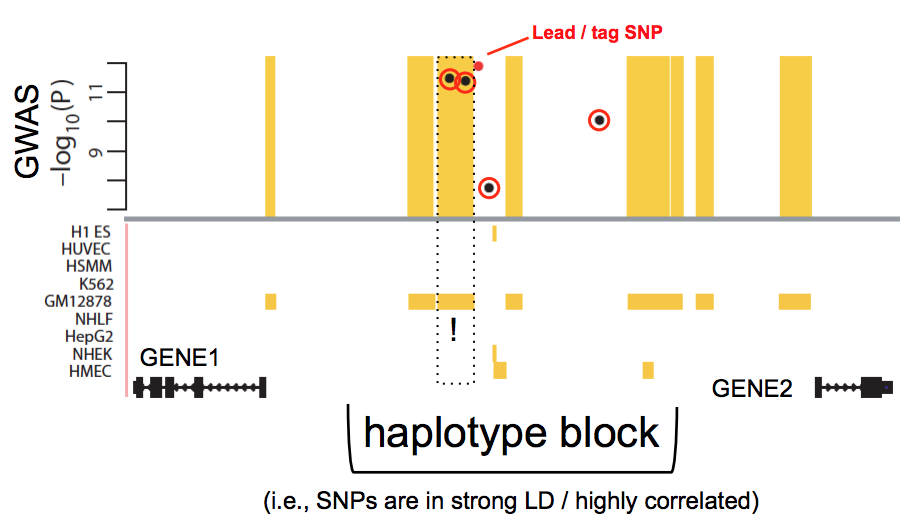 Lead / tag SNP
GWAS
−log10(P)
11
9
H1 ES
HUVEC
HSMM
K562
GM12878
NHLF
HepG2
NHEK
HMEC
!
GENE1
GENE2
haplotype block
(i.e., SNPs are in strong LD / highly correlated)